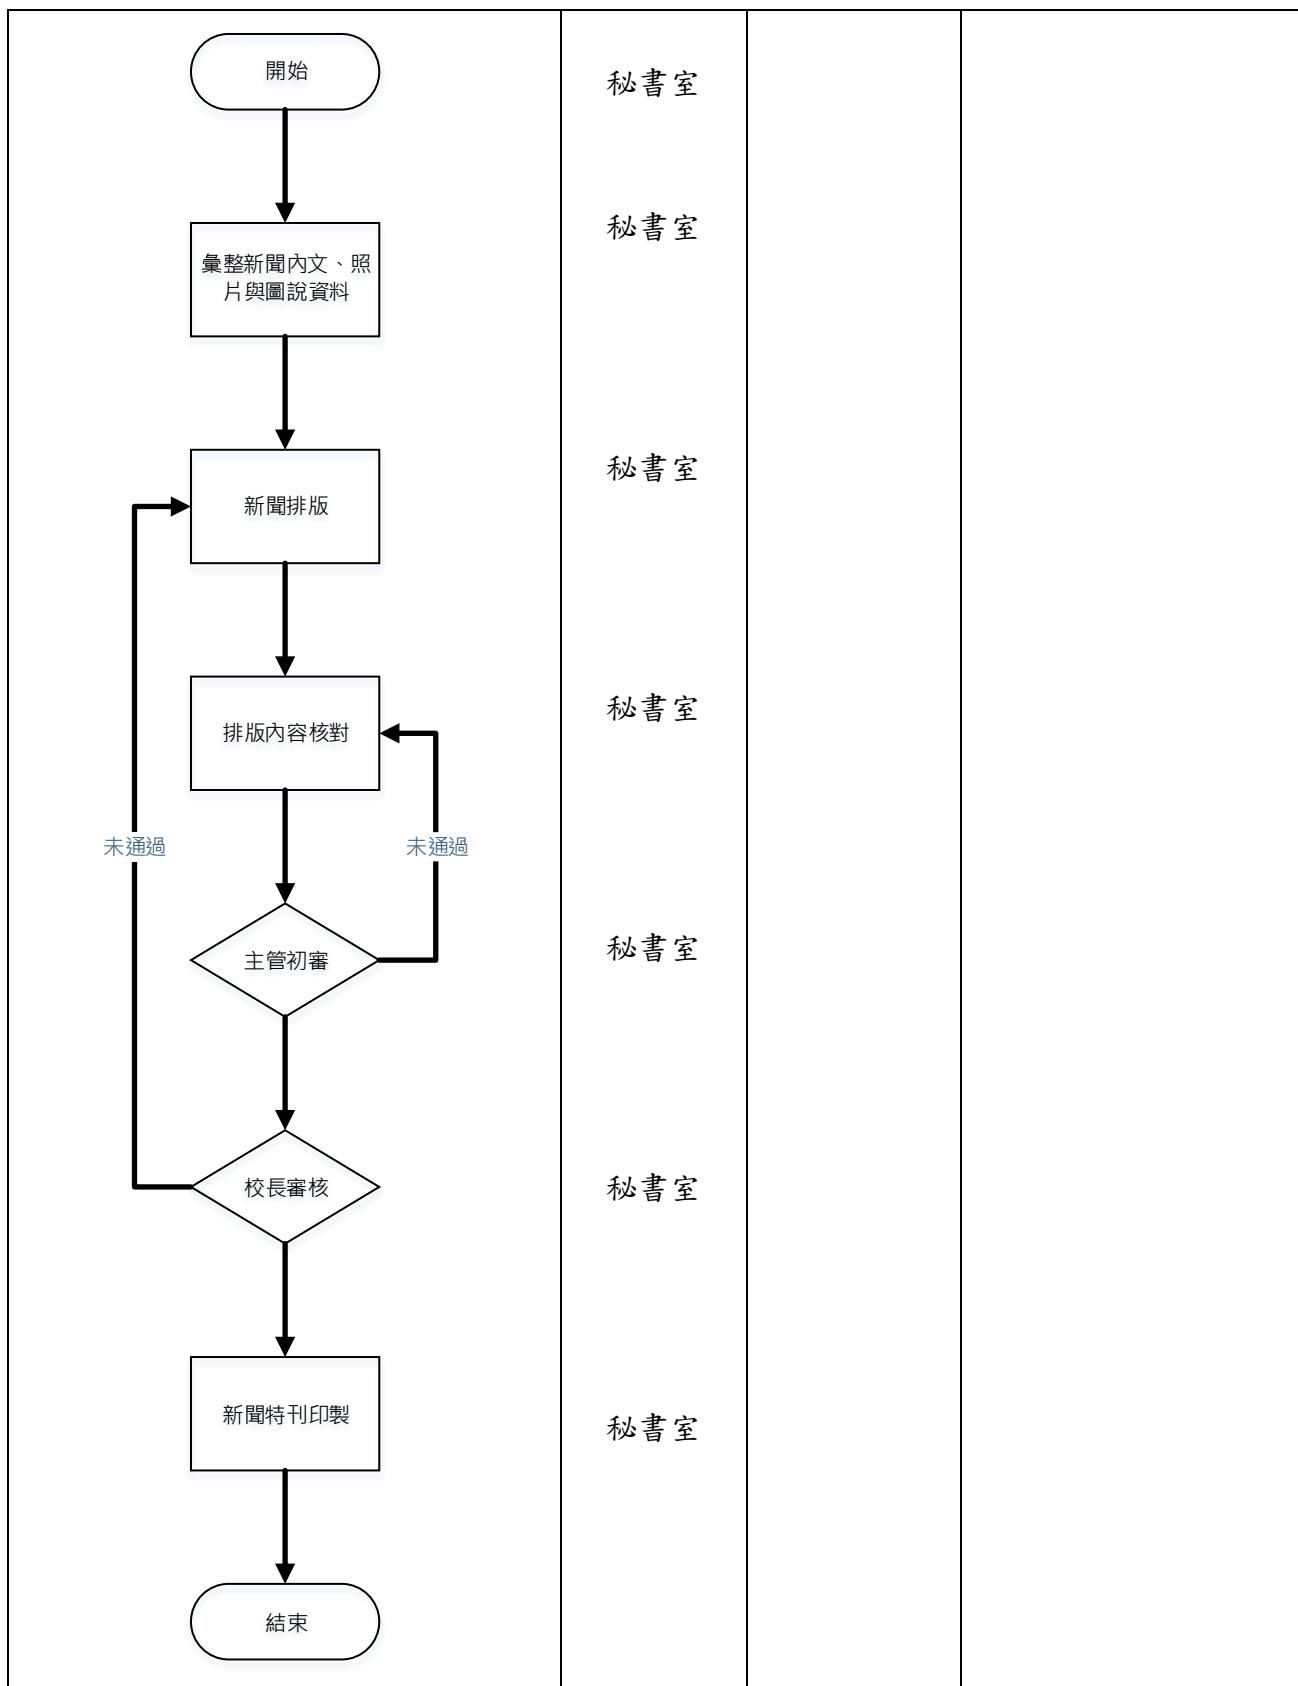 開始
秘書室
秘書室
彙整新聞內文、照
片與圖說資料
秘書室
新聞排版
秘書室
排版內容核對
未通過
未通過
秘書室
主管初審
秘書室
校長審核
新聞特刊印製
秘書室
結束